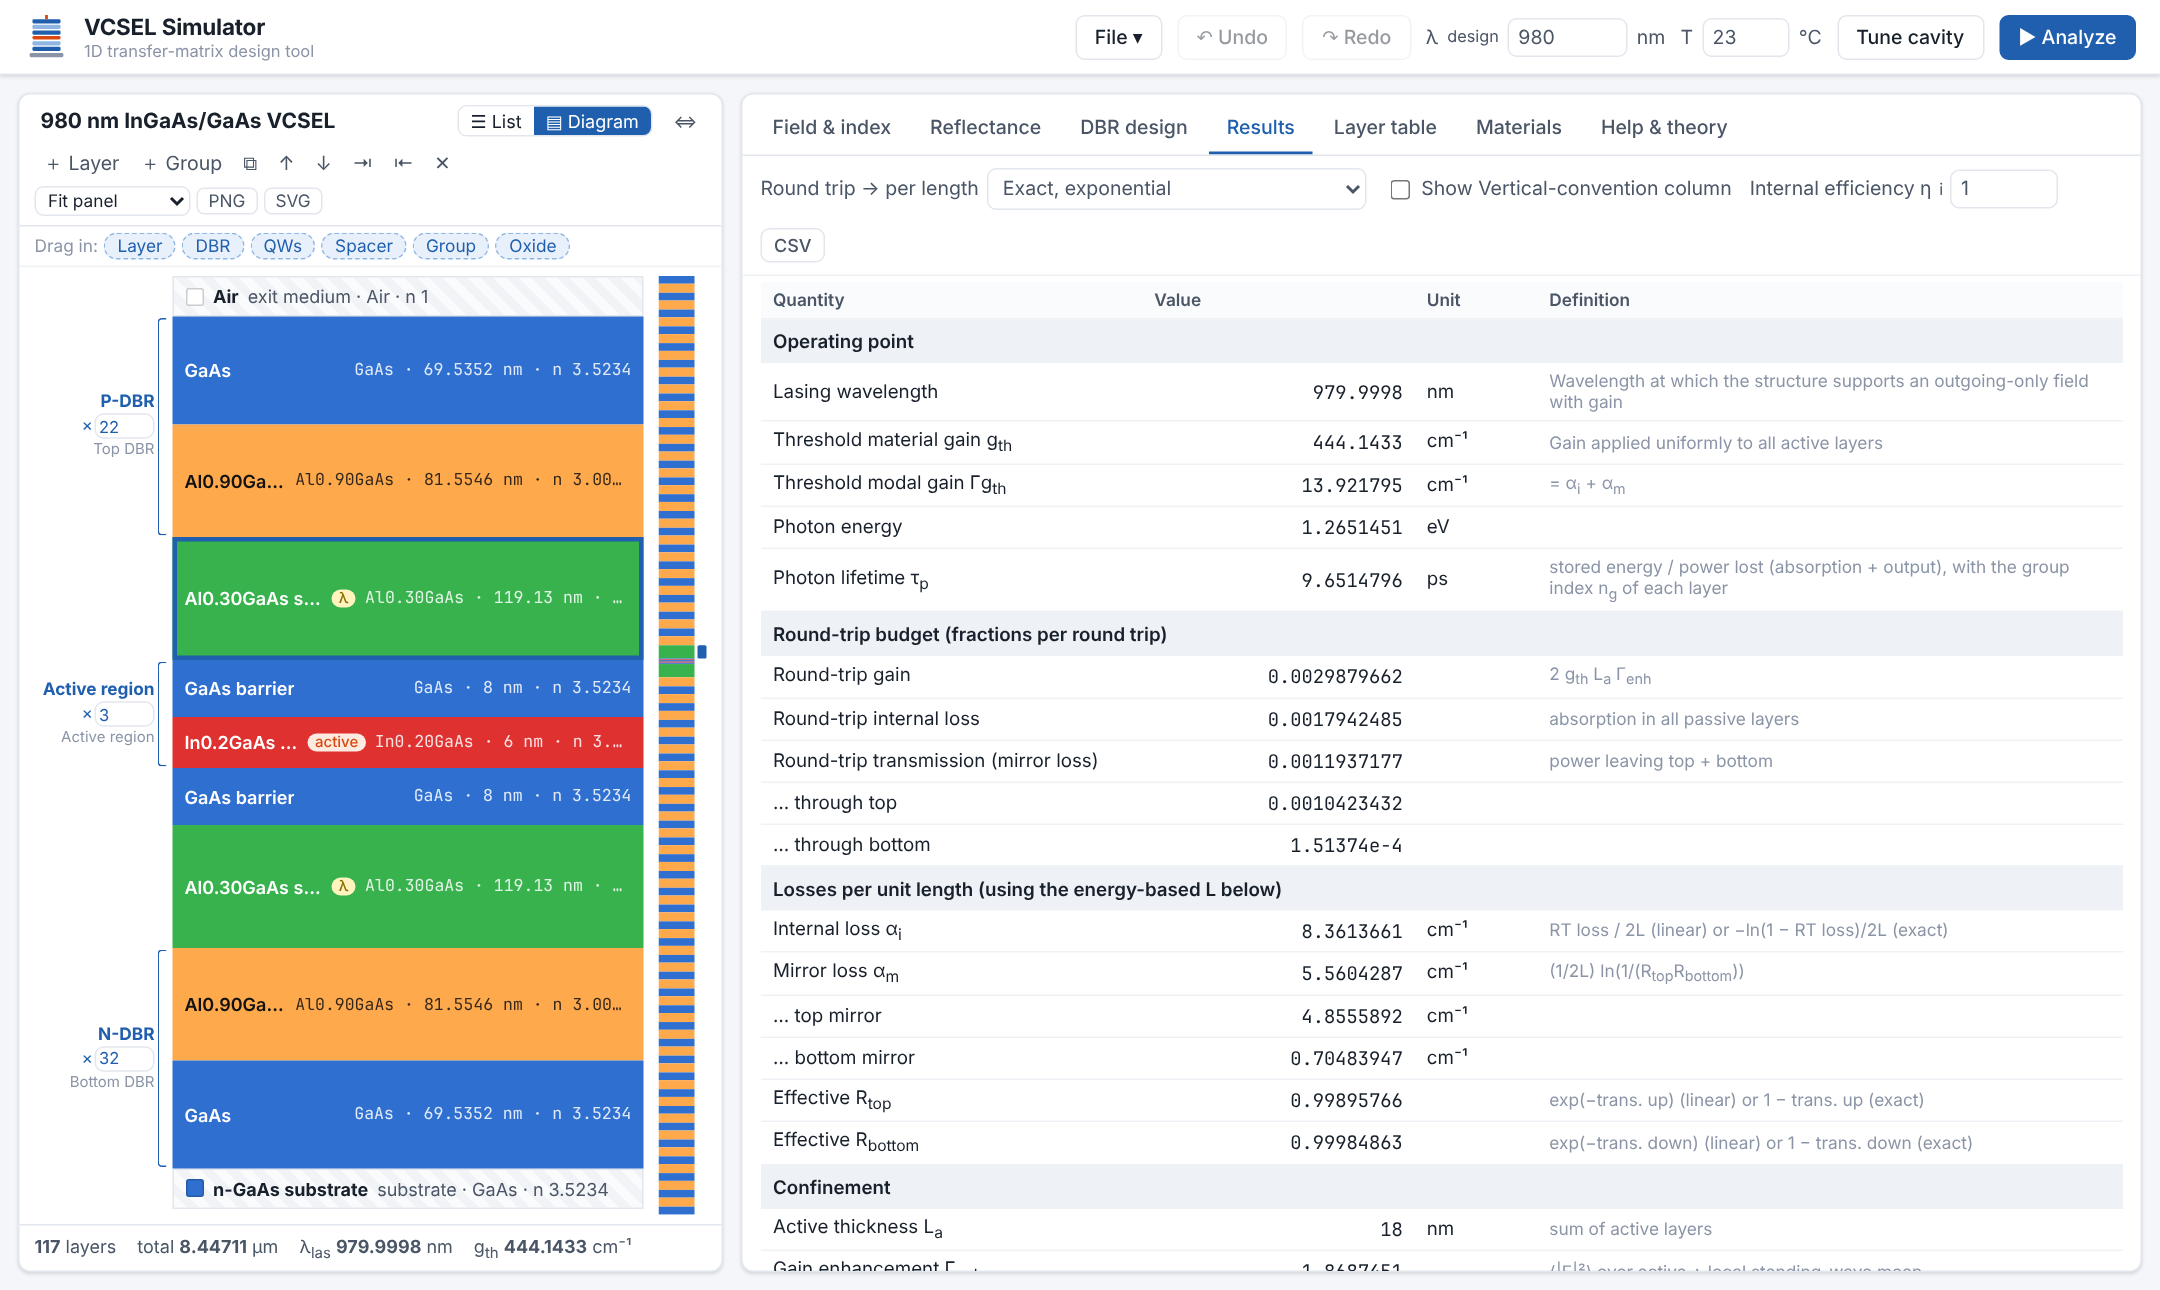 VCSEL Simulator
1D transfer-matrix design tool
File ▾
↶ Undo
↷ Redo
λ design 980 nm
T 23 °C
Tune cavity
▶ Analyze
980 nm InGaAs/GaAs VCSEL
☰ List
▤ Diagram
⇔
+ Layer + Group ⧉ ↑ ↓ ⇥ ⇤ ✕
Fit panel
PNG
SVG
Drag in: Layer DBR QWs Spacer Group Oxide
Air exit medium · Air · n 1
P-DBR
× 22
Top DBR
GaAs GaAs · 69.5352 nm · n 3.5234
Al0.90Ga… Al0.90GaAs · 81.5546 nm · n 3.00…
Al0.30GaAs s… λ Al0.30GaAs · 119.13 nm · …
Active region
× 3
Active region
GaAs barrier GaAs · 8 nm · n 3.5234
In0.2GaAs … active In0.20GaAs · 6 nm · n 3.…
GaAs barrier GaAs · 8 nm · n 3.5234
Al0.30GaAs s… λ Al0.30GaAs · 119.13 nm · …
N-DBR
× 32
Bottom DBR
Al0.90Ga… Al0.90GaAs · 81.5546 nm · n 3.00…
GaAs GaAs · 69.5352 nm · n 3.5234
n-GaAs substrate substrate · GaAs · n 3.5234
117 layers total 8.44711 µm λlas 979.9998 nm gth 444.1433 cm⁻¹
Field & index
Reflectance
DBR design
Results
Layer table
Materials
Help & theory
Round trip → per length Exact, exponential
Show Vertical-convention column
Internal efficiency η i 1
CSV
Quantity Value Unit Definition
Operating point
Lasing wavelength 979.9998 nm Wavelength at which the structure supports an outgoing-only field
with gain
Threshold material gain gth 444.1433 cm⁻¹ Gain applied uniformly to all active layers
Threshold modal gain Γgth 13.921795 cm⁻¹ = αi + αm
Photon energy 1.2651451 eV
Photon lifetime τp 9.6514796 ps stored energy / power lost (absorption + output), with the group
index ng of each layer
Round-trip budget (fractions per round trip)
Round-trip gain 0.0029879662 2 gth La Γenh
Round-trip internal loss 0.0017942485 absorption in all passive layers
Round-trip transmission (mirror loss) 0.0011937177 power leaving top + bottom
... through top 0.0010423432
... through bottom 1.51374e-4
Losses per unit length (using the energy-based L below)
Internal loss αi 8.3613661 cm⁻¹ RT loss / 2L (linear) or −ln(1 − RT loss)/2L (exact)
Mirror loss αm 5.5604287 cm⁻¹ (1/2L) ln(1/(RtopRbottom))
... top mirror 4.8555892 cm⁻¹
... bottom mirror 0.70483947 cm⁻¹
Effective Rtop 0.99895766 exp(−trans. up) (linear) or 1 − trans. up (exact)
Effective Rbottom 0.99984863 exp(−trans. down) (linear) or 1 − trans. down (exact)
Confinement
Active thickness La 18 nm sum of active layers
Gain enhancement 1.8687451